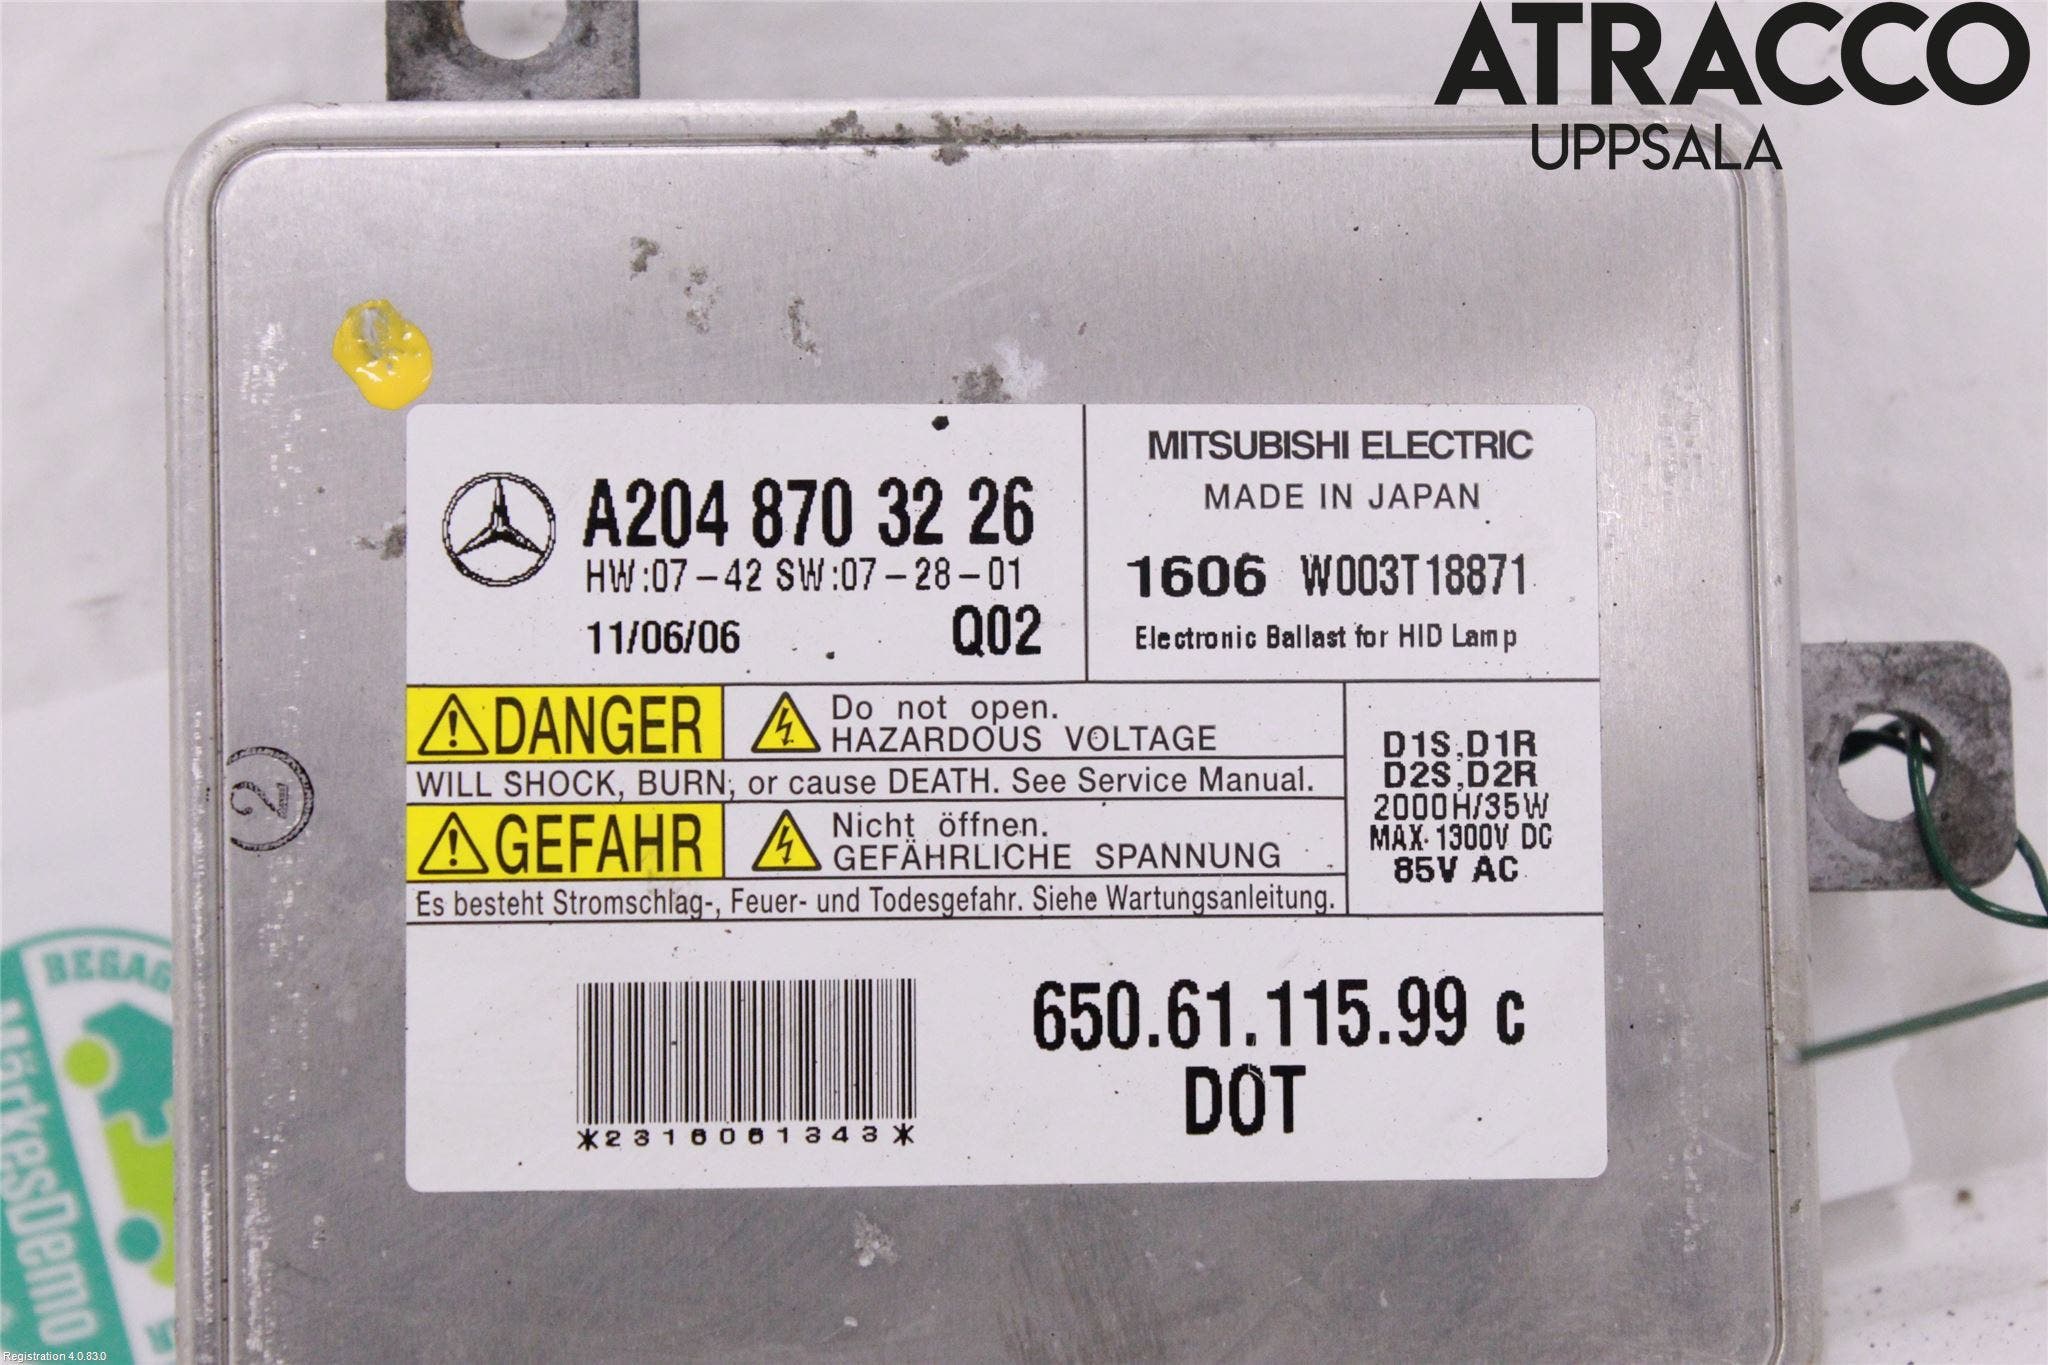 ATRACCO
UPPSALA
A204 870 32 26
HW:07-42 SW:07-28-01
11/06/06 Q02
MITSUBISHI ELECTRIC
MADE IN JAPAN
1606 W003T18871
Electronic Ballast for HID Lamp
DANGER
Do not open.
HAZARDOUS VOLTAGE
WILL SHOCK, BURN, or cause DEATH. See Service Manual.
GEFAHR
Nicht öffnen.
GEFÄHRLICHE SPANNUNG
Es besteht Stromschlag-, Feuer- und Todesgefahr. Siehe Wartungsanleitung.
D1S,D1R
D2S,D2R
2000H/35W
MAX.1300V DC
85V AC
2
*2316061343*
650.61.115.99 c
DOT
BEGAG
MärkesDemo
Registration 4.0.83.0